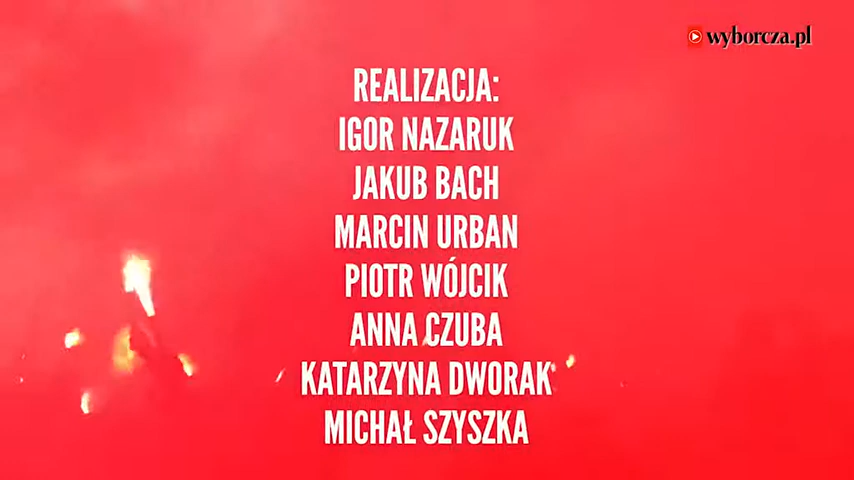 wyborcza.pl
REALIZACJA:
IGOR NAZARUK
JAKUB BACH
MARCIN URBAN
PIOTR WÓJCIK
ANNA CZUBA
KATARZYNA DWORAK
MICHAŁ SZYSZKA